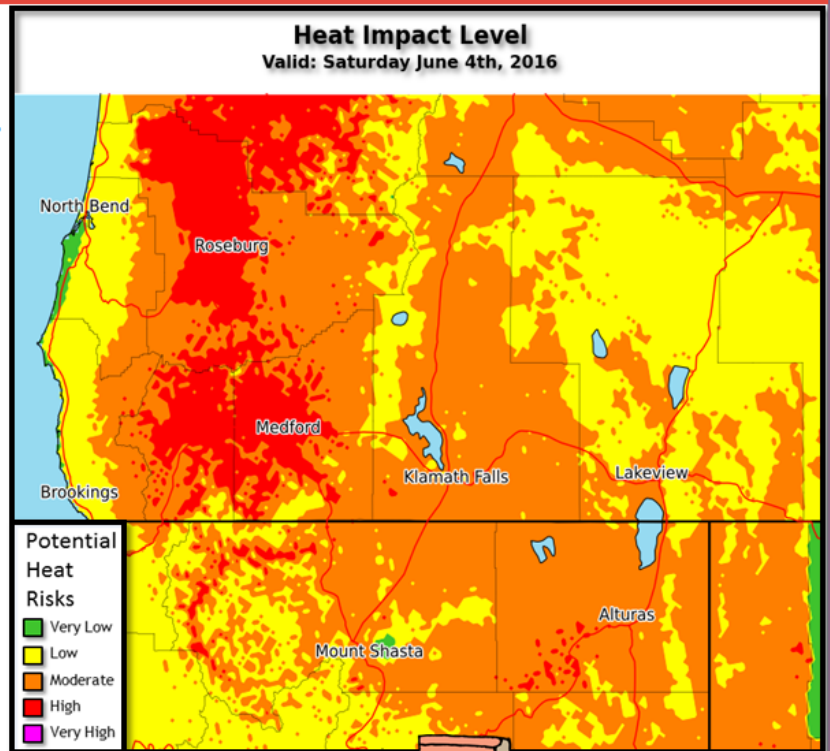 Heat Impact Level
Valid: Saturday June 4th, 2016
North Bend
Roseburg
Medford
Klamath Falls
Lakeview
Brookings
Potential
Heat
Risks
Very Low
Low
Moderate
High
Very High
Alturas
Mount Shasta